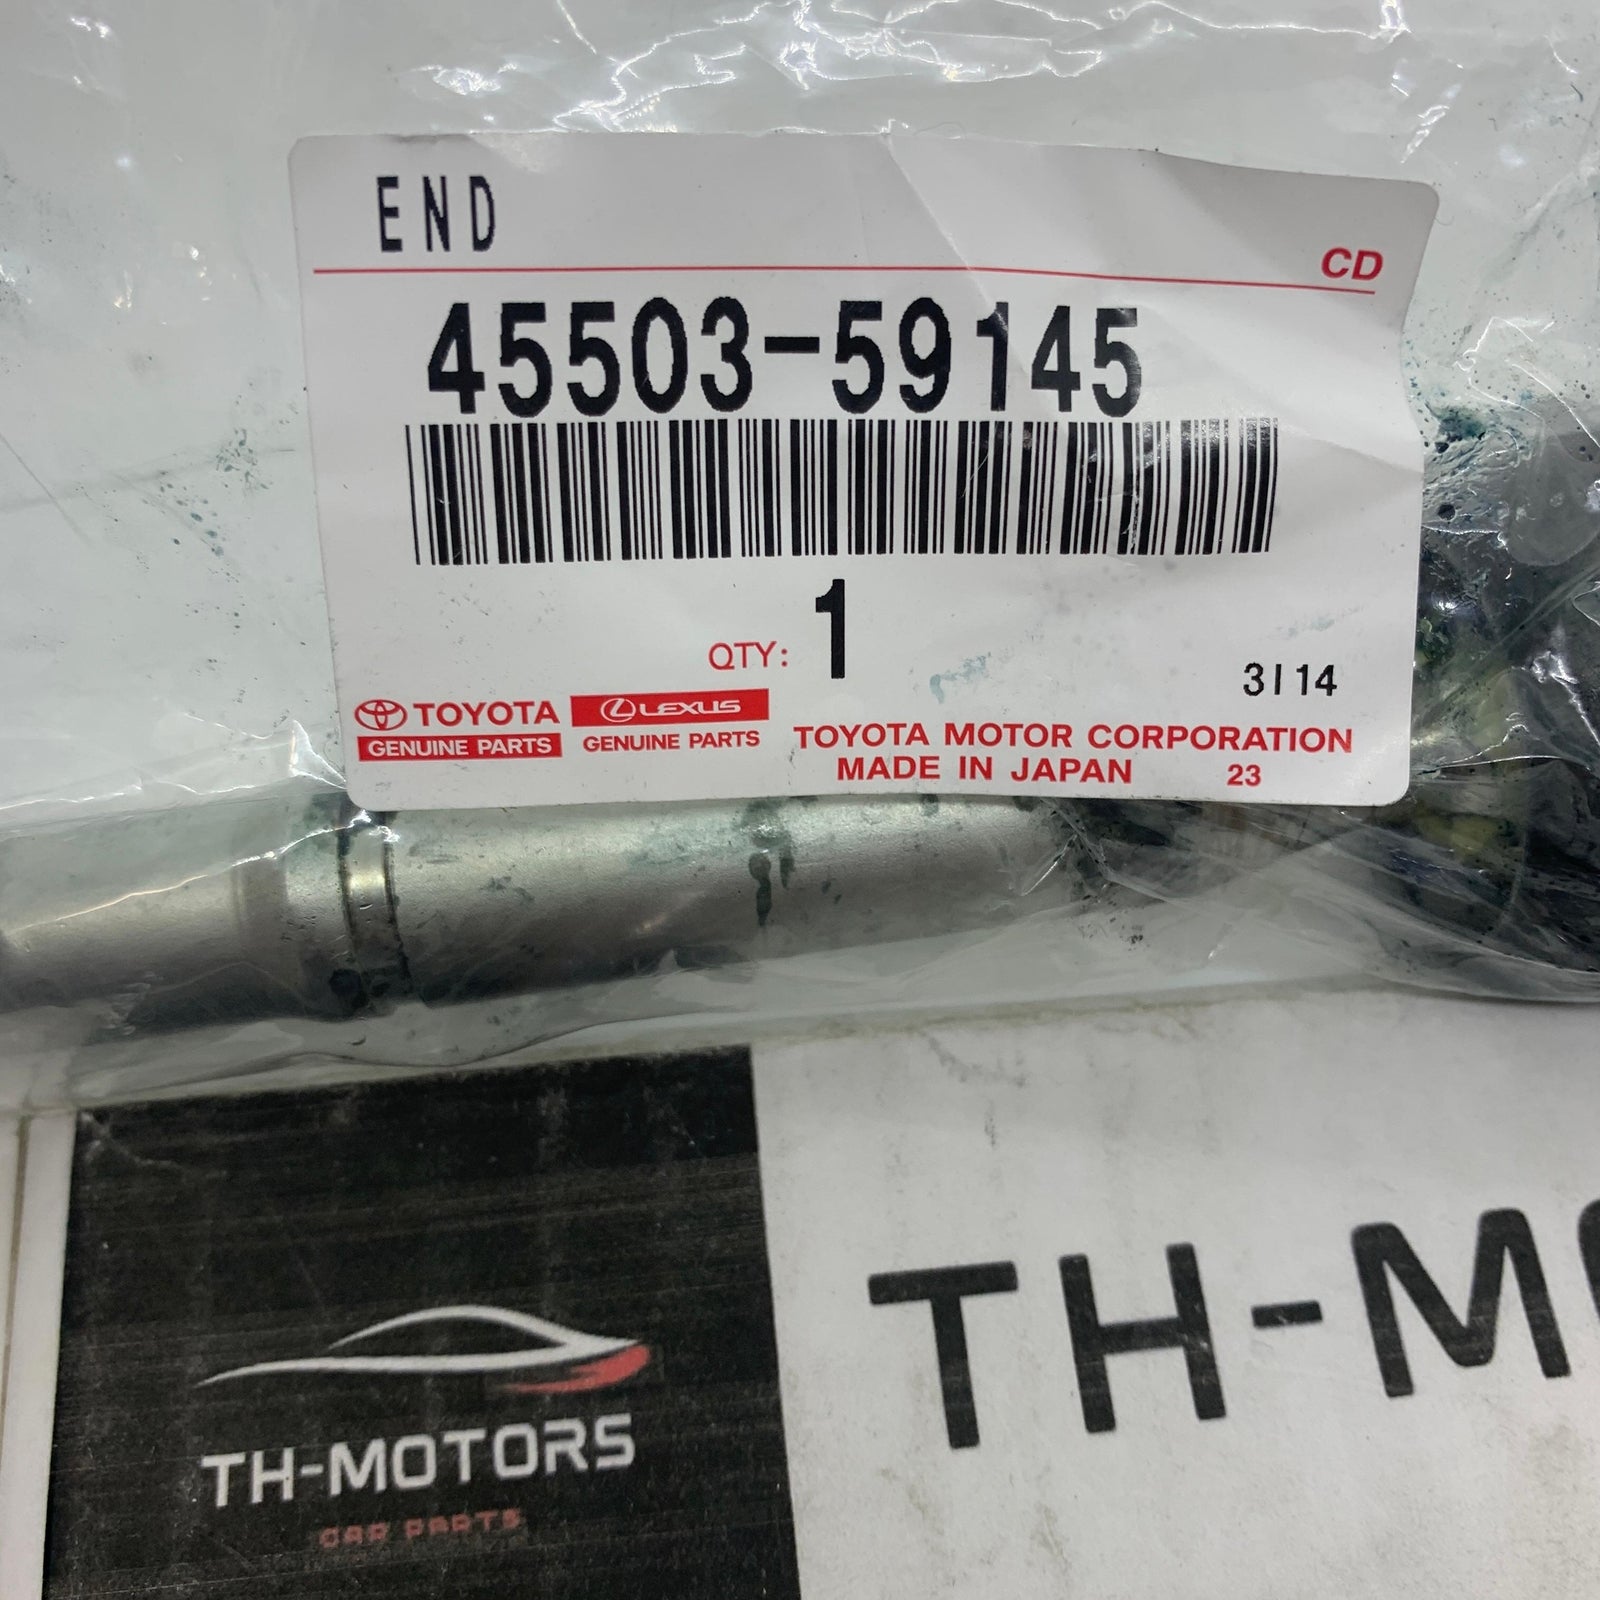 END
CD
45503-59145
QTY: 1
3I14
TOYOTA
GENUINE PARTS
LEXUS
GENUINE PARTS
TOYOTA MOTOR CORPORATION
MADE IN JAPAN 23
TH-MOTORS
CAR PARTS
TH-MO